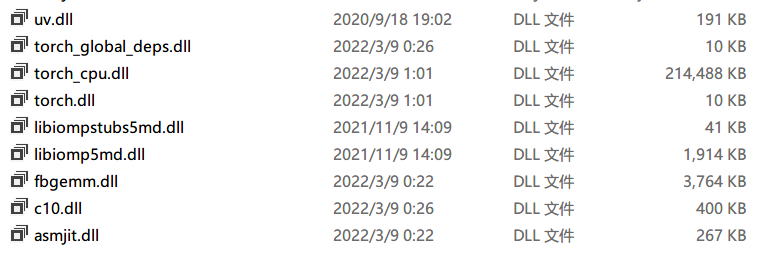 uv.dll 2020/9/18 19:02 DLL 文件 191 KB
torch_global_deps.dll 2022/3/9 0:26 DLL 文件 10 KB
torch_cpu.dll 2022/3/9 1:01 DLL 文件 214,488 KB
torch.dll 2022/3/9 1:01 DLL 文件 10 KB
libiompstubs5md.dll 2021/11/9 14:09 DLL 文件 41 KB
libiomp5md.dll 2021/11/9 14:09 DLL 文件 1,914 KB
fbgemm.dll 2022/3/9 0:22 DLL 文件 3,764 KB
c10.dll 2022/3/9 0:26 DLL 文件 400 KB
asmjit.dll 2022/3/9 0:22 DLL 文件 267 KB